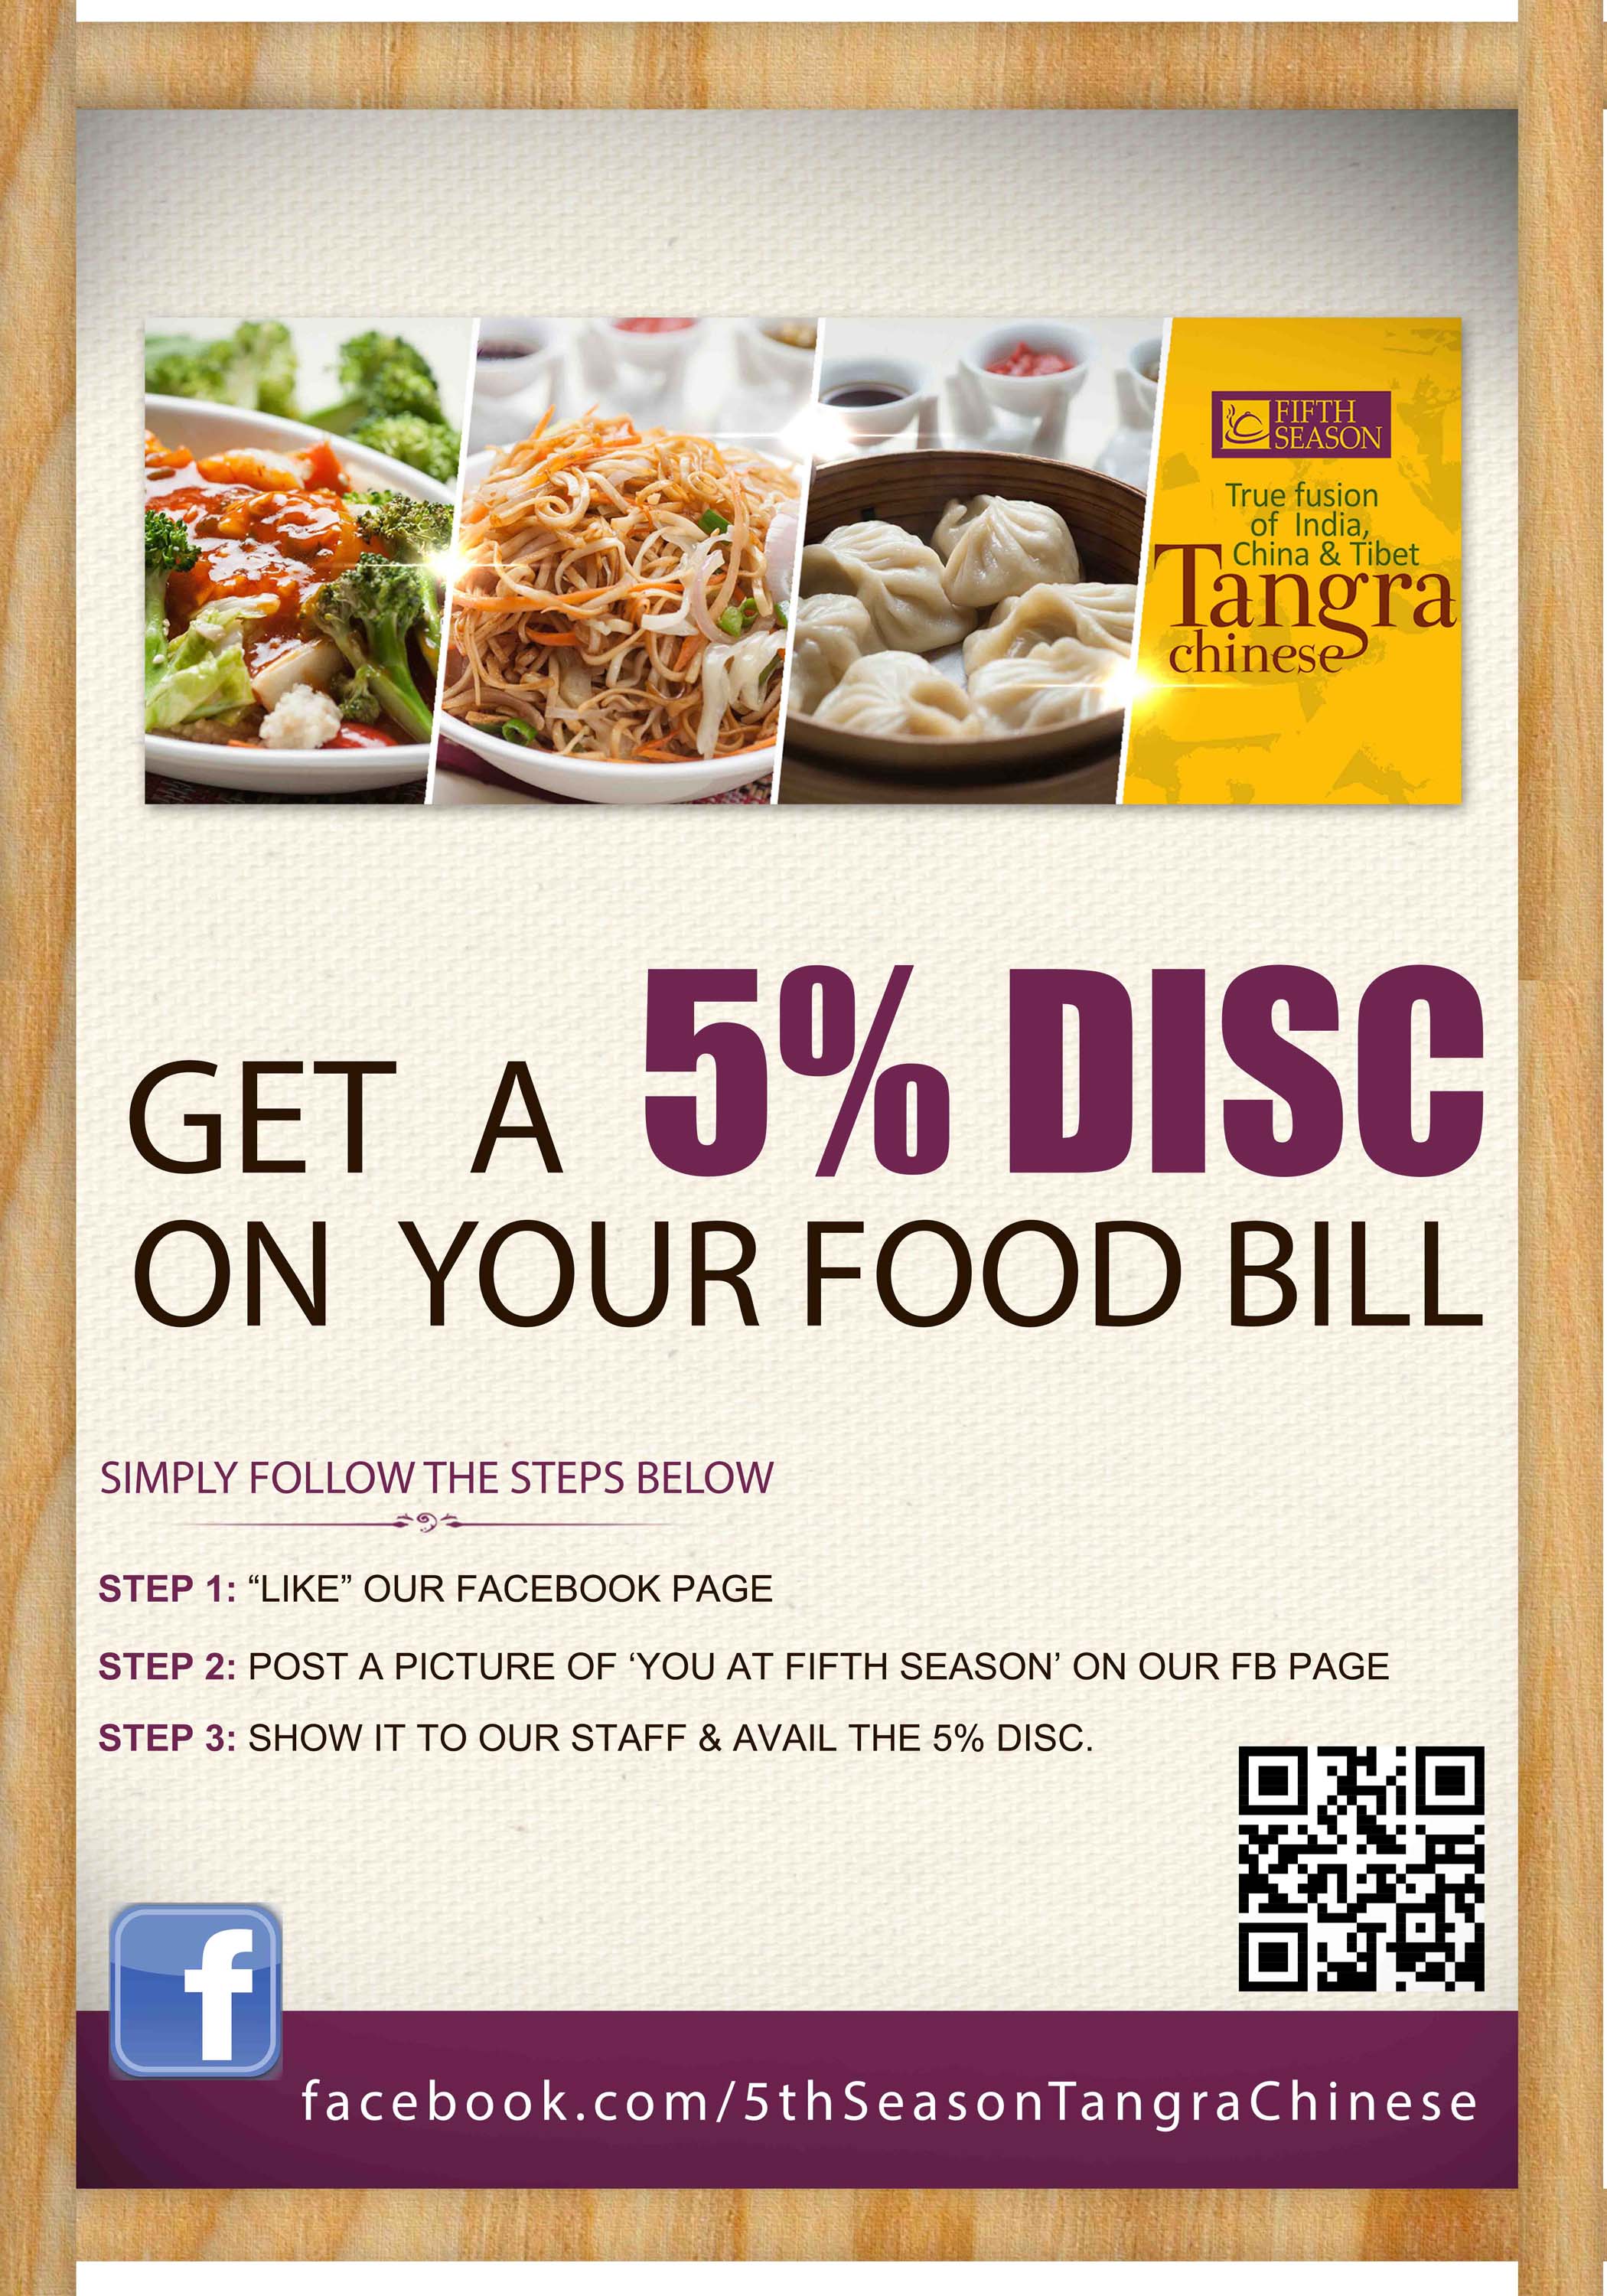 FIFTH
SEASON
True fusion
of India,
China & Tibet
Tangra
chinese
GET A 5% DISC
ON YOUR FOOD BILL
SIMPLY FOLLOW THE STEPS BELOW
STEP 1: “LIKE” OUR FACEBOOK PAGE
STEP 2: POST A PICTURE OF ‘YOU AT FIFTH SEASON’ ON OUR FB PAGE
STEP 3: SHOW IT TO OUR STAFF & AVAIL THE 5% DISC.
f
facebook.com/5thSeasonTangraChinese